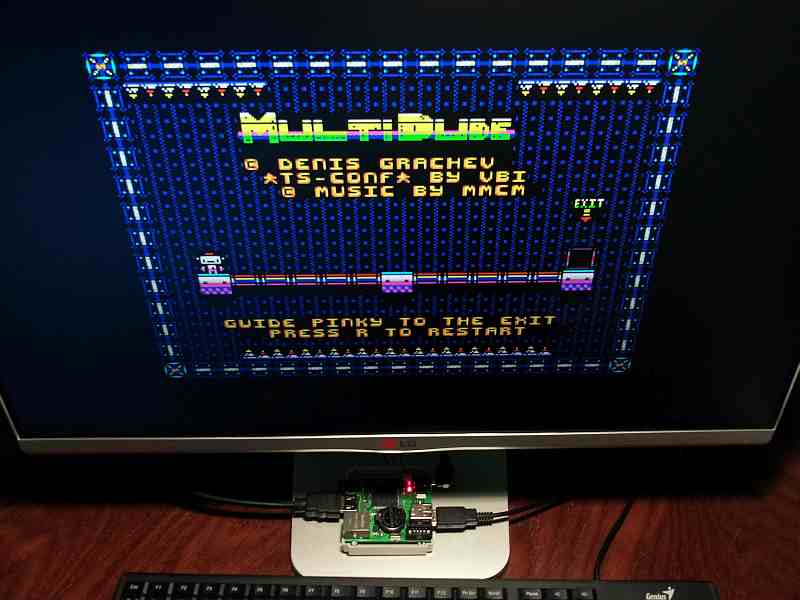 MULTIDUDE
© DENIS GRACHEV
*TS-CONF* BY VBI
© MUSIC BY MMCM
EXIT
GUIDE PINKY TO THE EXIT
PRESS R TO RESTART
LG
Genius